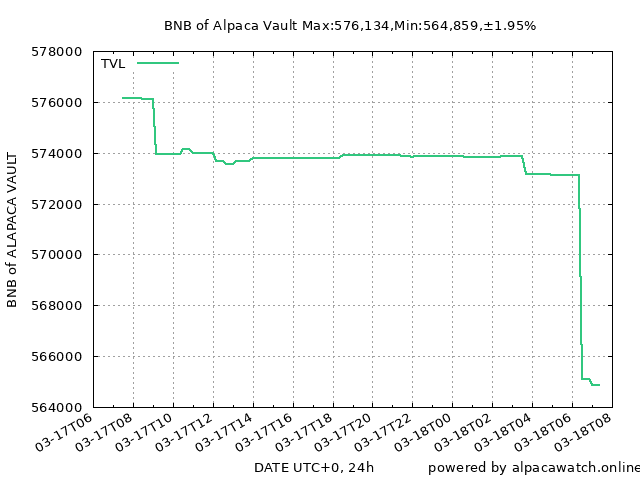 BNB of Alpaca Vault Max:576,134,Min:564,859,±1.95%
TVL
578000
576000
574000
572000
570000
568000
566000
564000
BNB of ALAPACA VAULT
03-17T06
03-17T08
03-17T10
03-17T12
03-17T14
03-17T16
03-17T18
03-17T20
03-17T22
03-18T00
03-18T02
03-18T04
03-18T06
03-18T08
DATE UTC+0, 24h
powered by alpacawatch.online